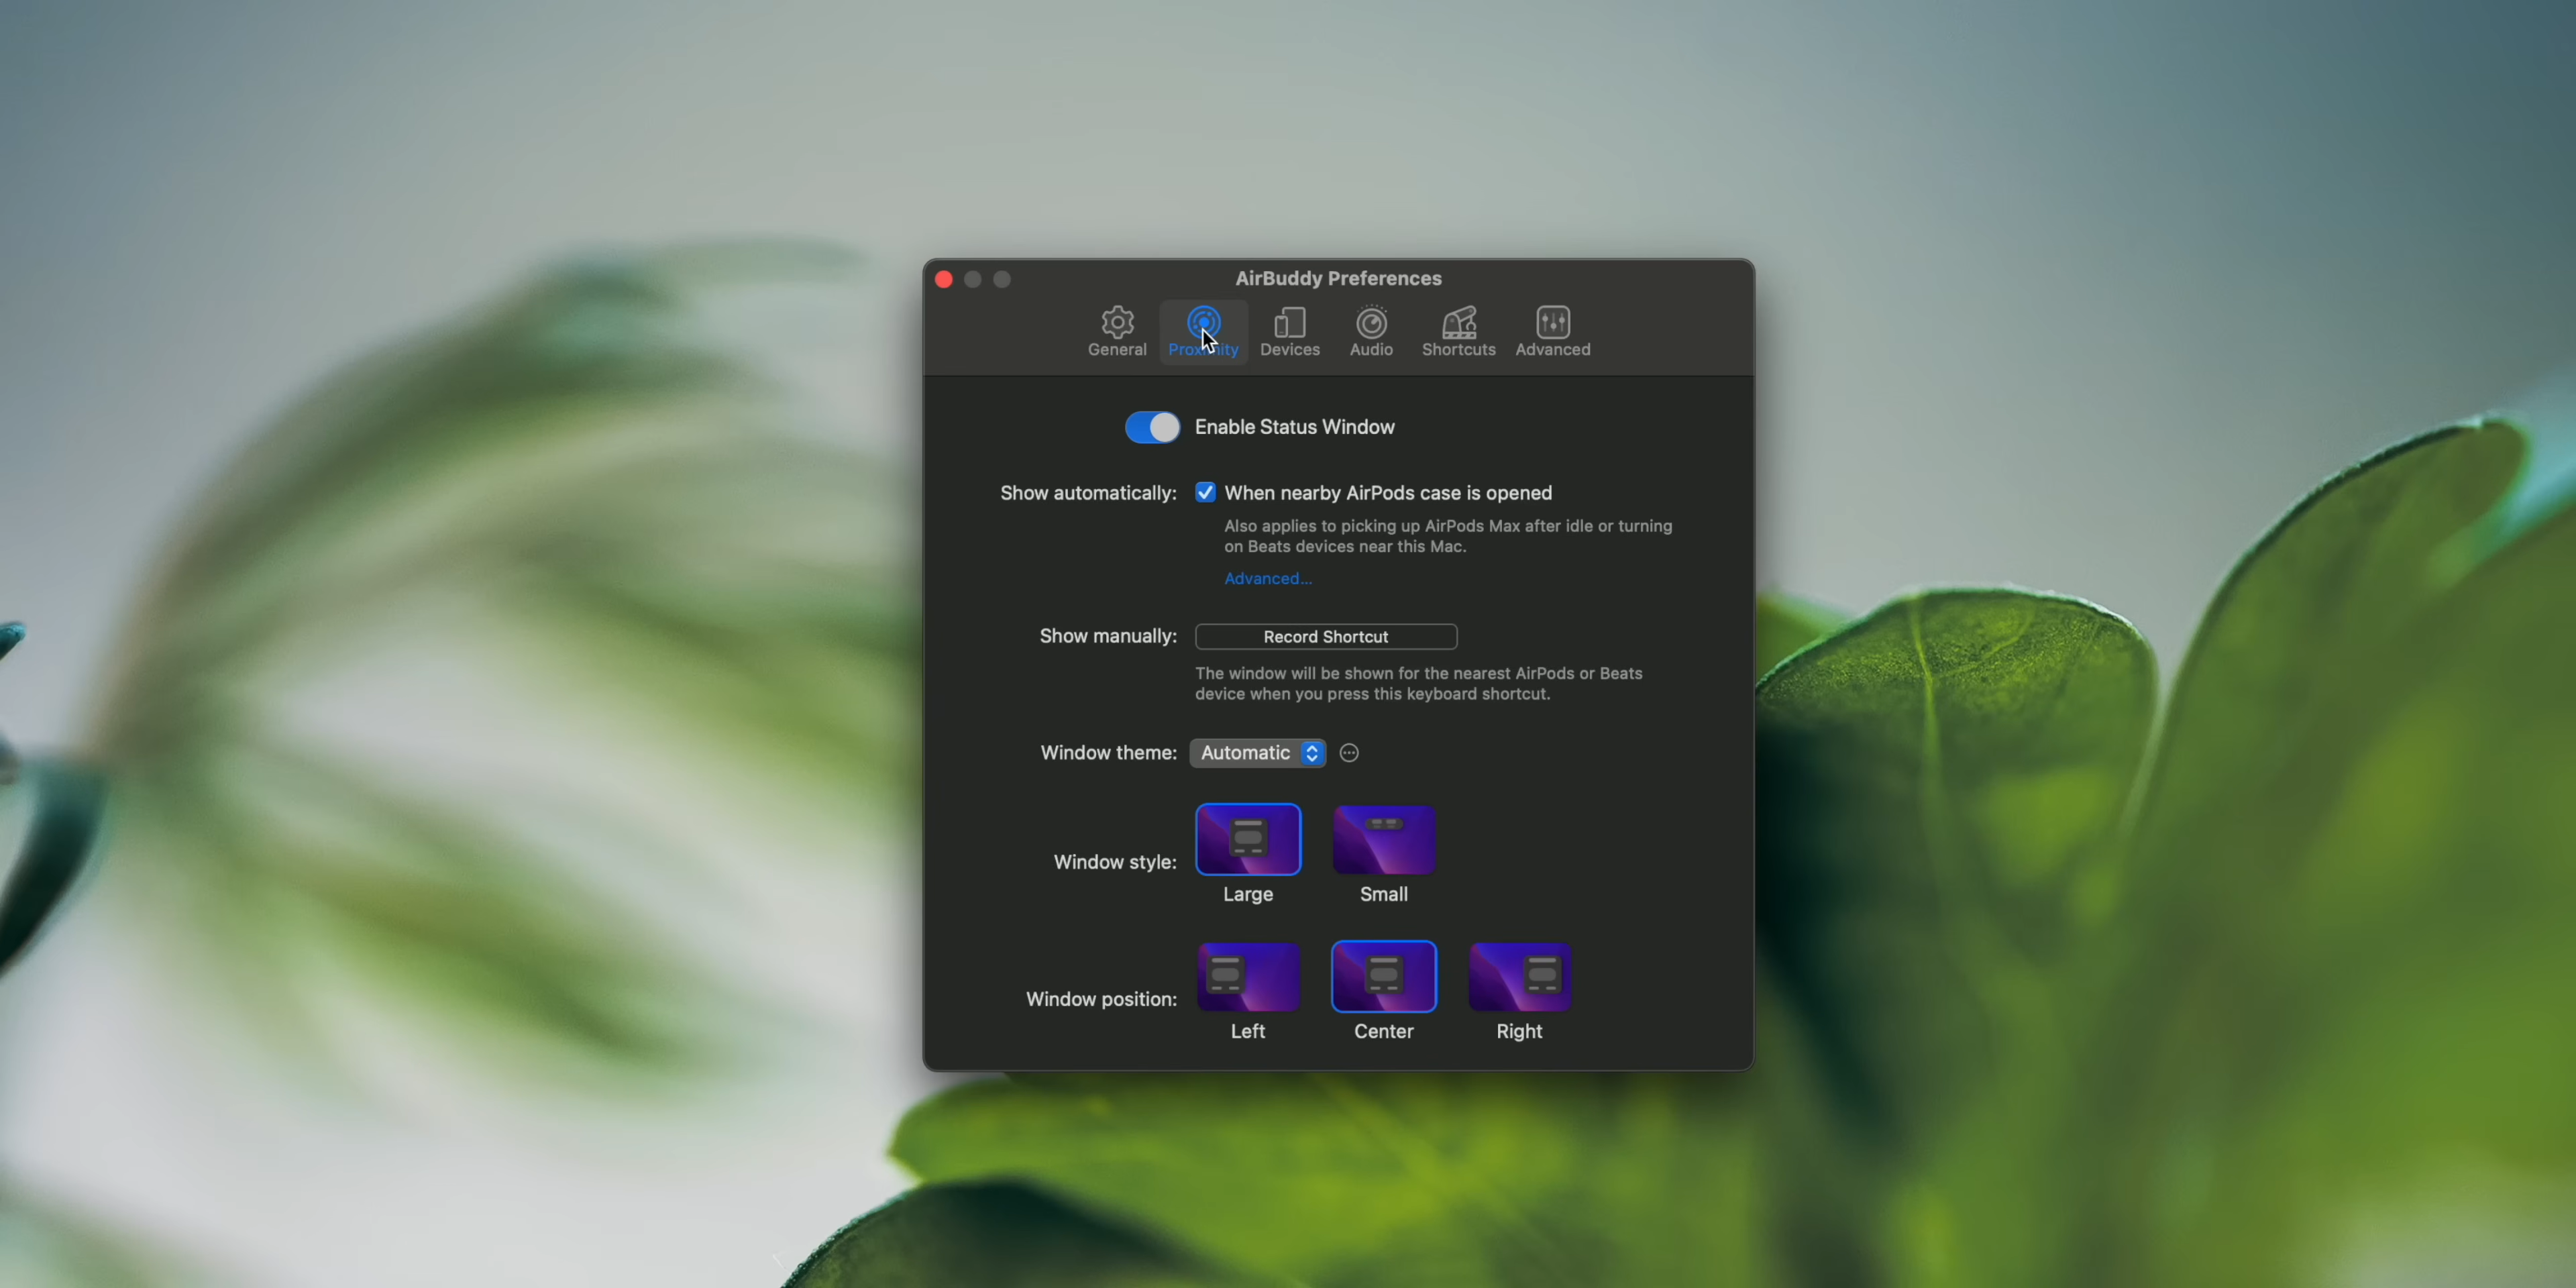 AirBuddy Preferences
General Proximity Devices Audio Shortcuts Advanced
Enable Status Window
Show automatically: When nearby AirPods case is opened
Also applies to picking up AirPods Max after idle or turning
on Beats devices near this Mac.
Advanced...
Show manually: Record Shortcut
The window will be shown for the nearest AirPods or Beats
device when you press this keyboard shortcut.
Window theme: Automatic
Window style:
Large Small
Window position:
Left Center Right